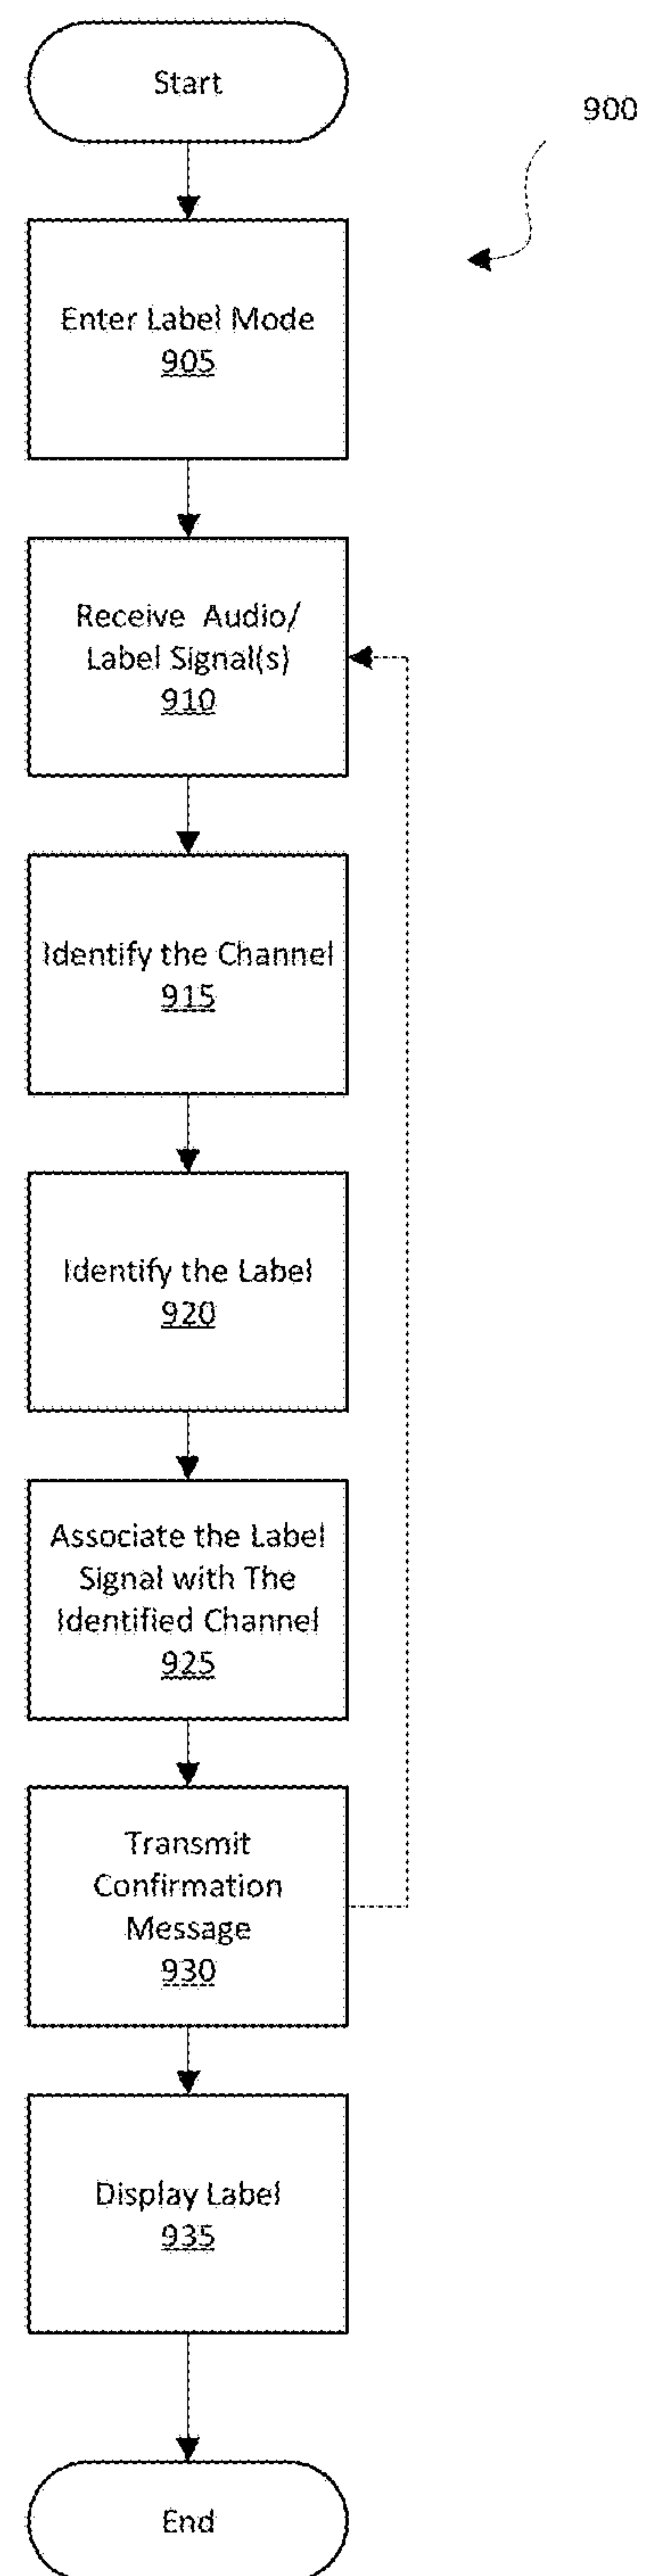 Start
900
Enter Label Mode
905
Receive Audio/
Label Signal(s)
910
Identify the Channel
915
Identify the Label
920
Associate the Label
Signal with The
Identified Channel
925
Transmit
Confirmation
Message
930
Display Label
935
End